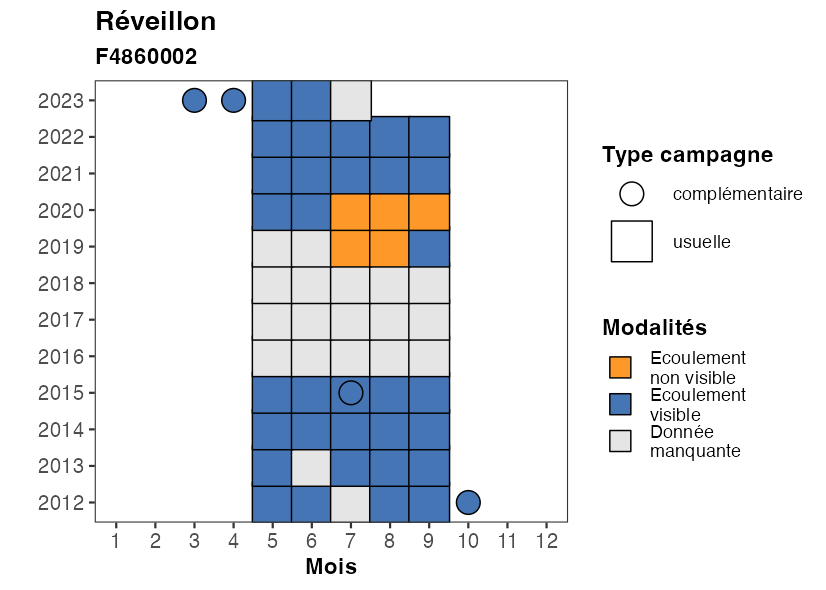 Réveillon
F4860002
2023
2022
2021
2020
2019
2018
2017
2016
2015
2014
2013
2012
1 2 3 4 5 6 7 8 9 10 11 12
Mois
Type campagne
complémentaire
usuelle
Modalités
Ecoulement
non visible
Ecoulement
visible
Donnée
manquante